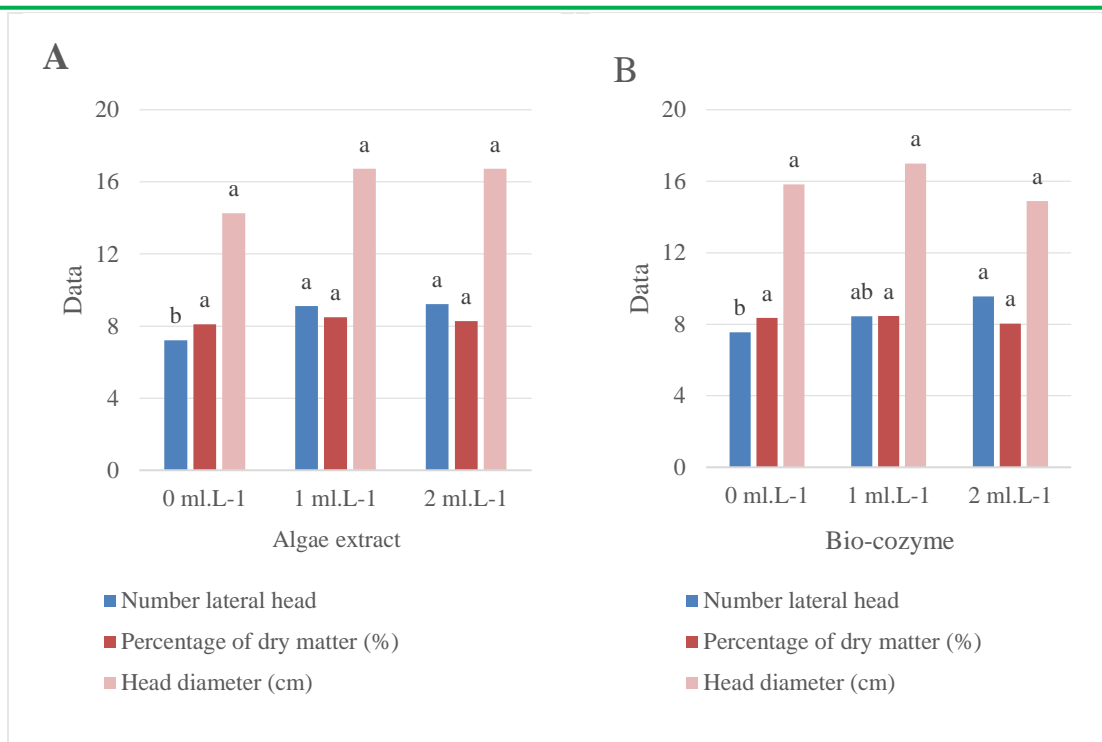 A
20
16
12
8
4
0
Data
b a a
a a a
a a a
0 ml.L-1 1 ml.L-1 2 ml.L-1
Algae extract
Number lateral head
Percentage of dry matter (%)
Head diameter (cm)
B
20
16
12
8
4
0
Data
b a a
ab a a
a a a
0 ml.L-1 1 ml.L-1 2 ml.L-1
Bio-cozyme
Number lateral head
Percentage of dry matter (%)
Head diameter (cm)